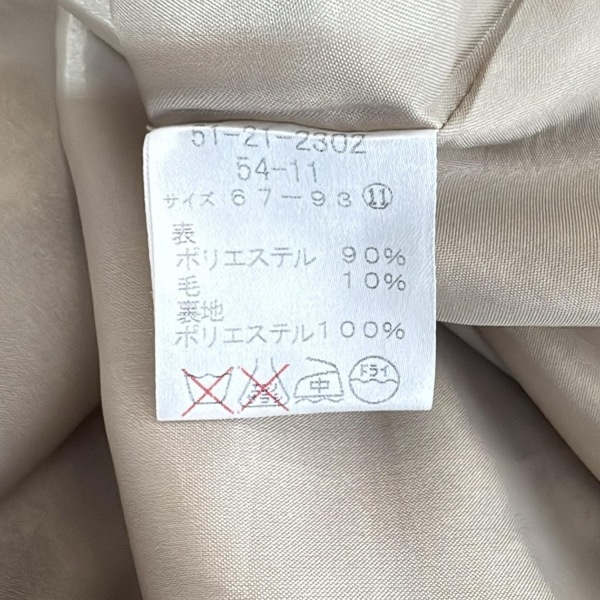 51-21-2302
54-11
サイズ 67-93 ⑪
表
ポリエステル 90%
毛 10%
裏地
ポリエステル100%
中 ドライ